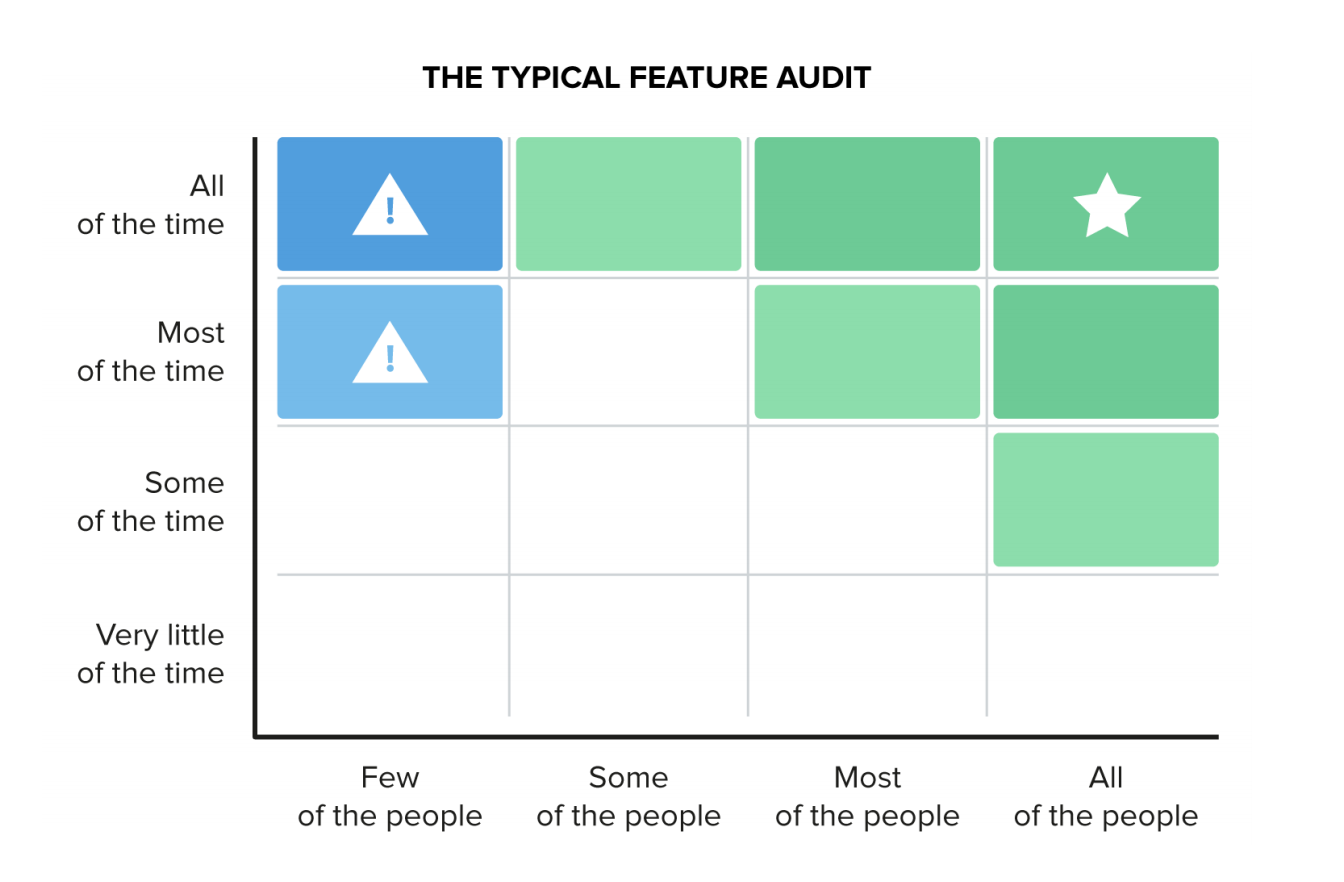 THE TYPICAL FEATURE AUDIT
All
of the time
!
Most
of the time
!
Some
of the time
Very little
of the time
Few
of the people
Some
of the people
Most
of the people
All
of the people